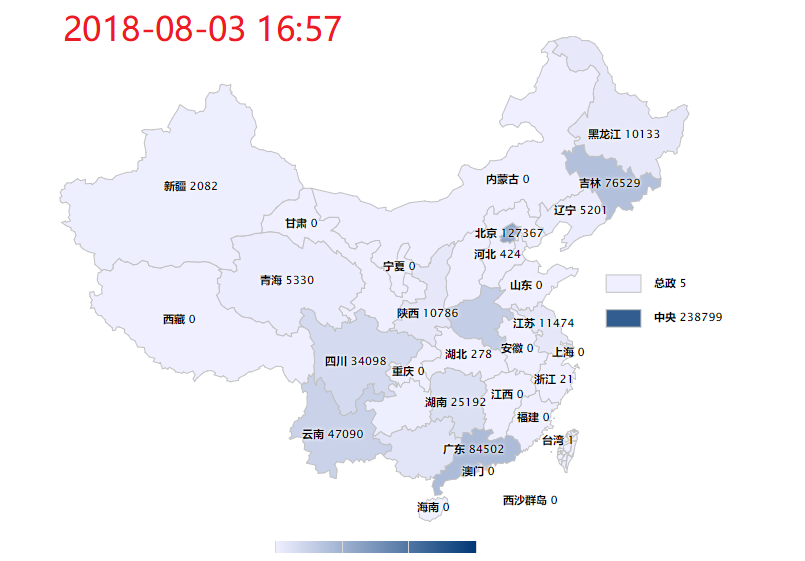 2018-08-03 16:57
黑龙江 10133
内蒙古 0
吉林 76529
新疆 2082
辽宁 5201
甘肃 0
北京 127367
河北 424
宁夏 0
青海 5330
山东 0
总政 5
陕西 10786
西藏 0
江苏 11474
中央 238799
湖北 278
安徽 0
上海 0
四川 34098
重庆 0
浙江 21
湖南 25192
江西 0
福建 0
云南 47090
台湾 1
广东 84502
澳门 0
海南 0
西沙群岛 0